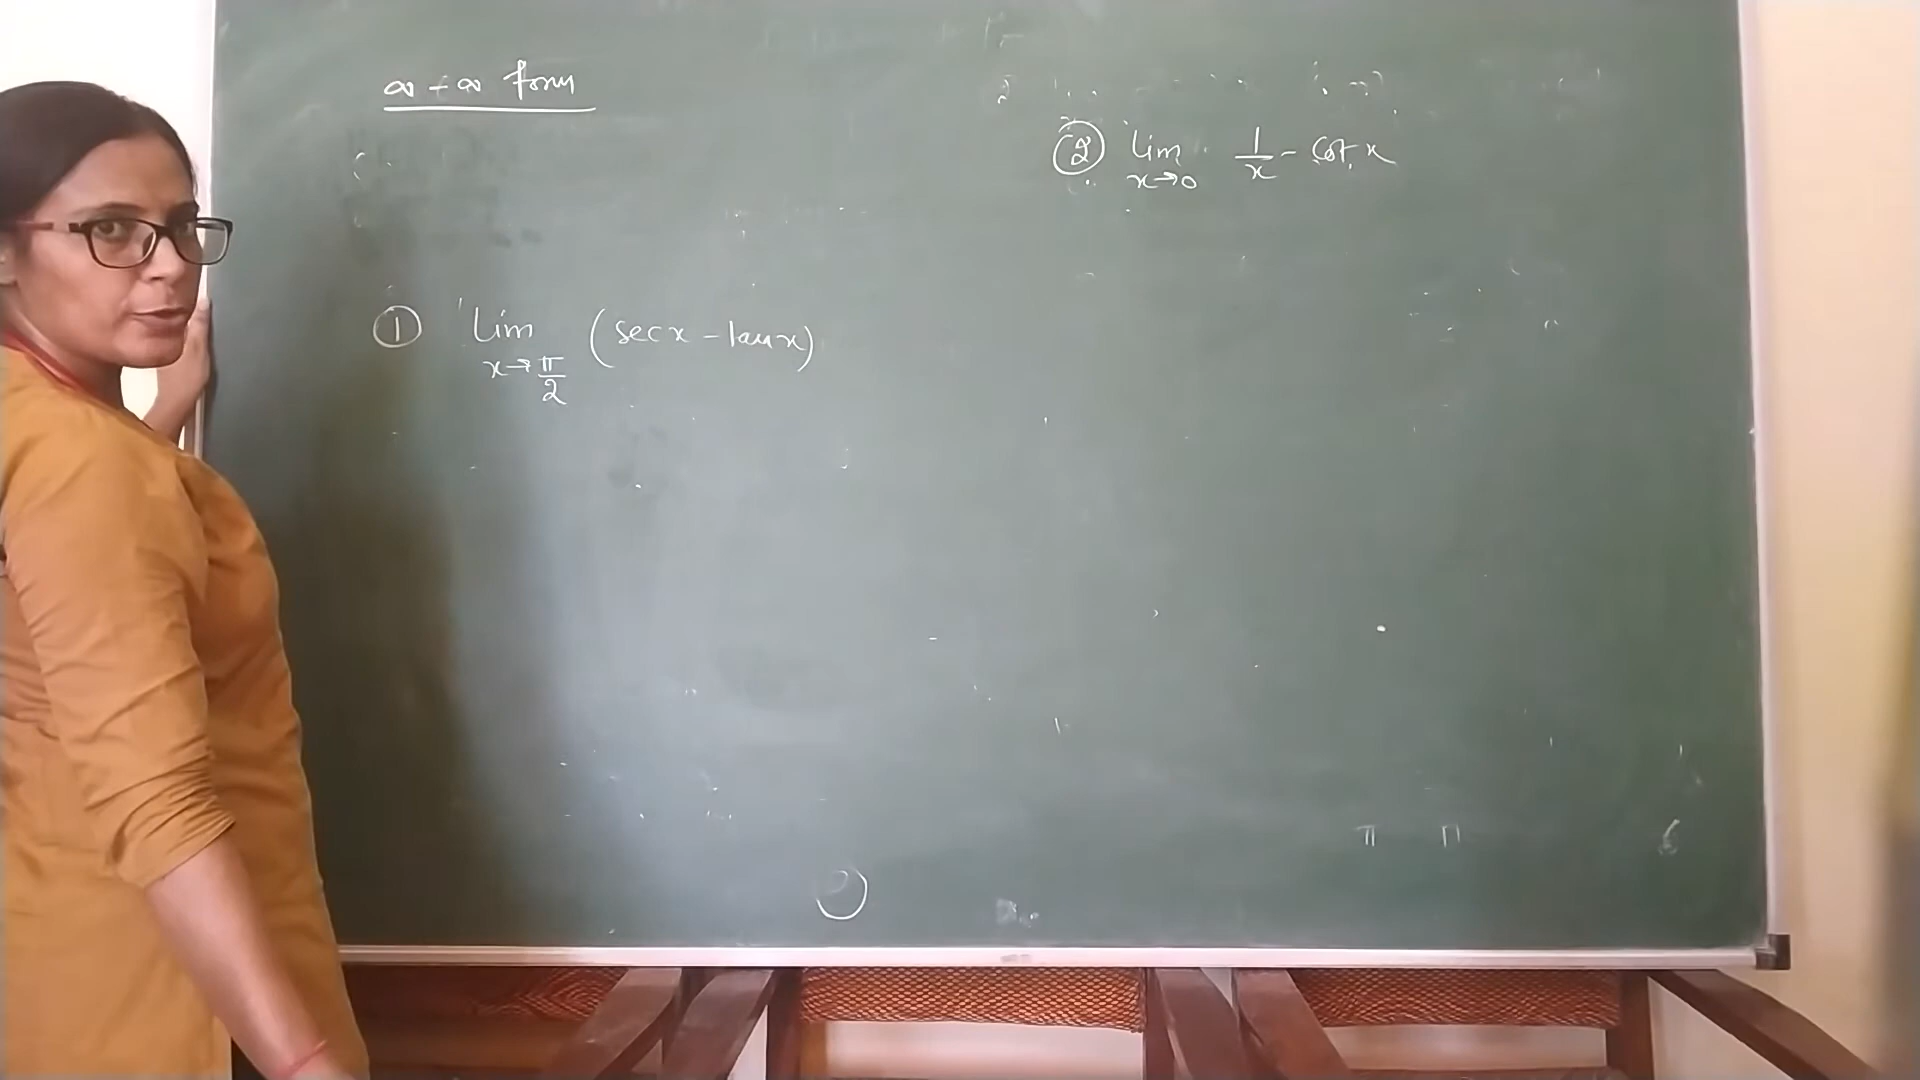 ∞ - ∞ form
① Lim (sec x - tan x)
x→π/2
② Lim 1/x - cot x
x→0